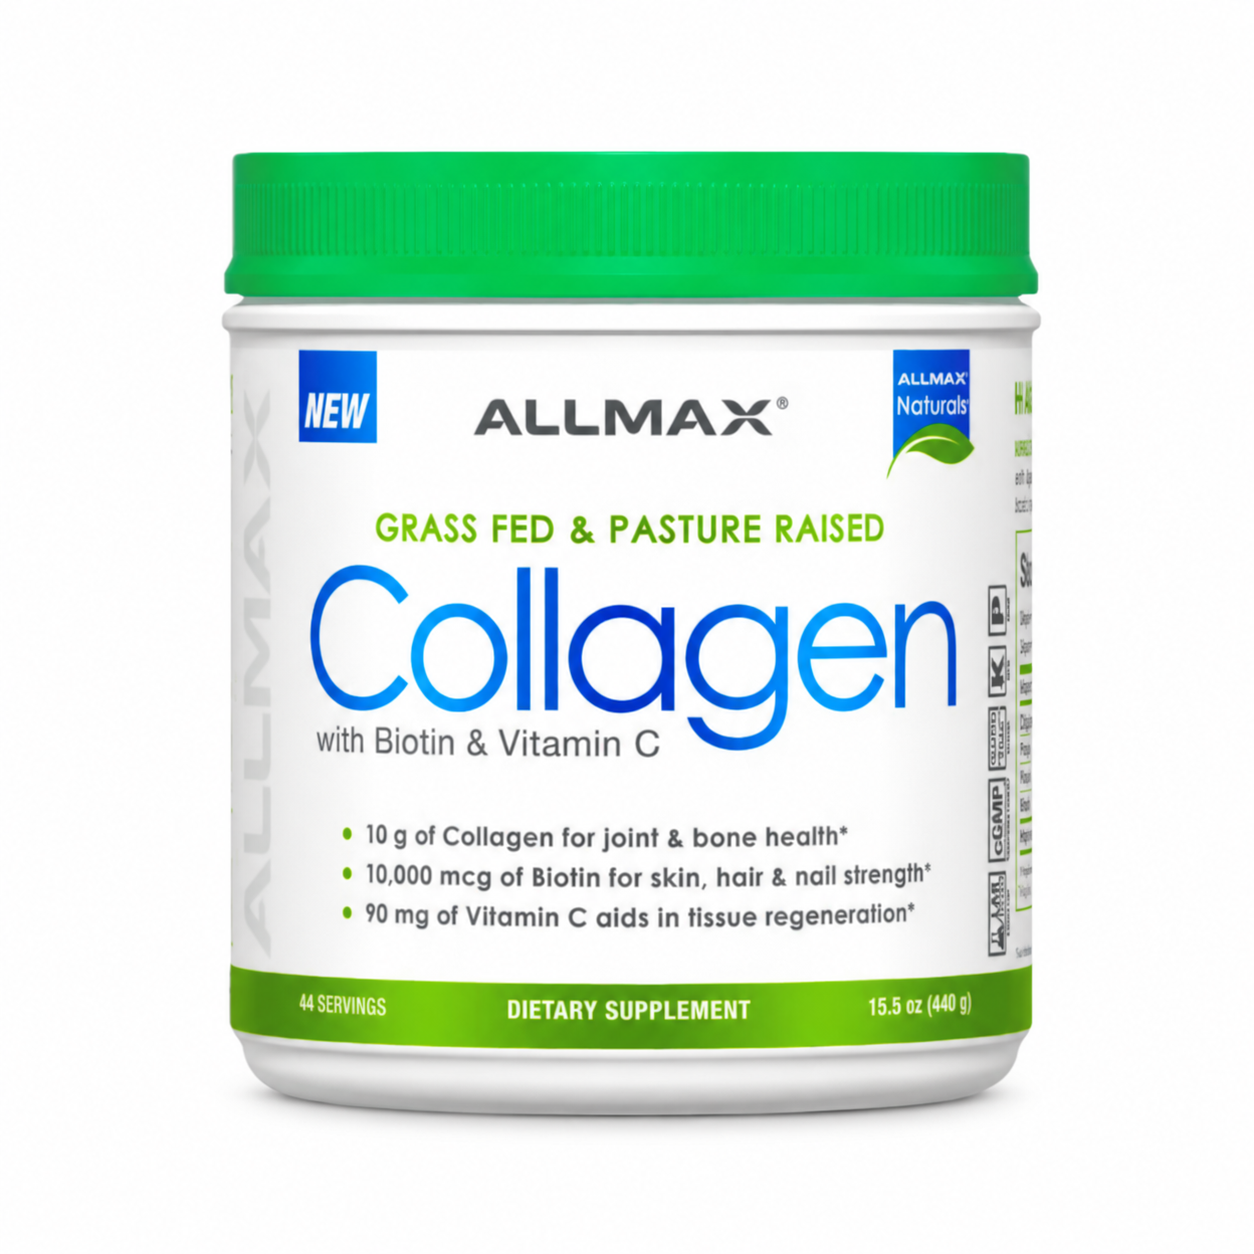 NEW
ALLMAX®
ALLMAX®
Naturals®
GRASS FED & PASTURE RAISED
Collagen
with Biotin & Vitamin C
10 g of Collagen for joint & bone health*
10,000 mcg of Biotin for skin, hair & nail strength*
90 mg of Vitamin C aids in tissue regeneration*
44 SERVINGS
DIETARY SUPPLEMENT
15.5 oz (440 g)
ALLMAX
P
K
cGMP